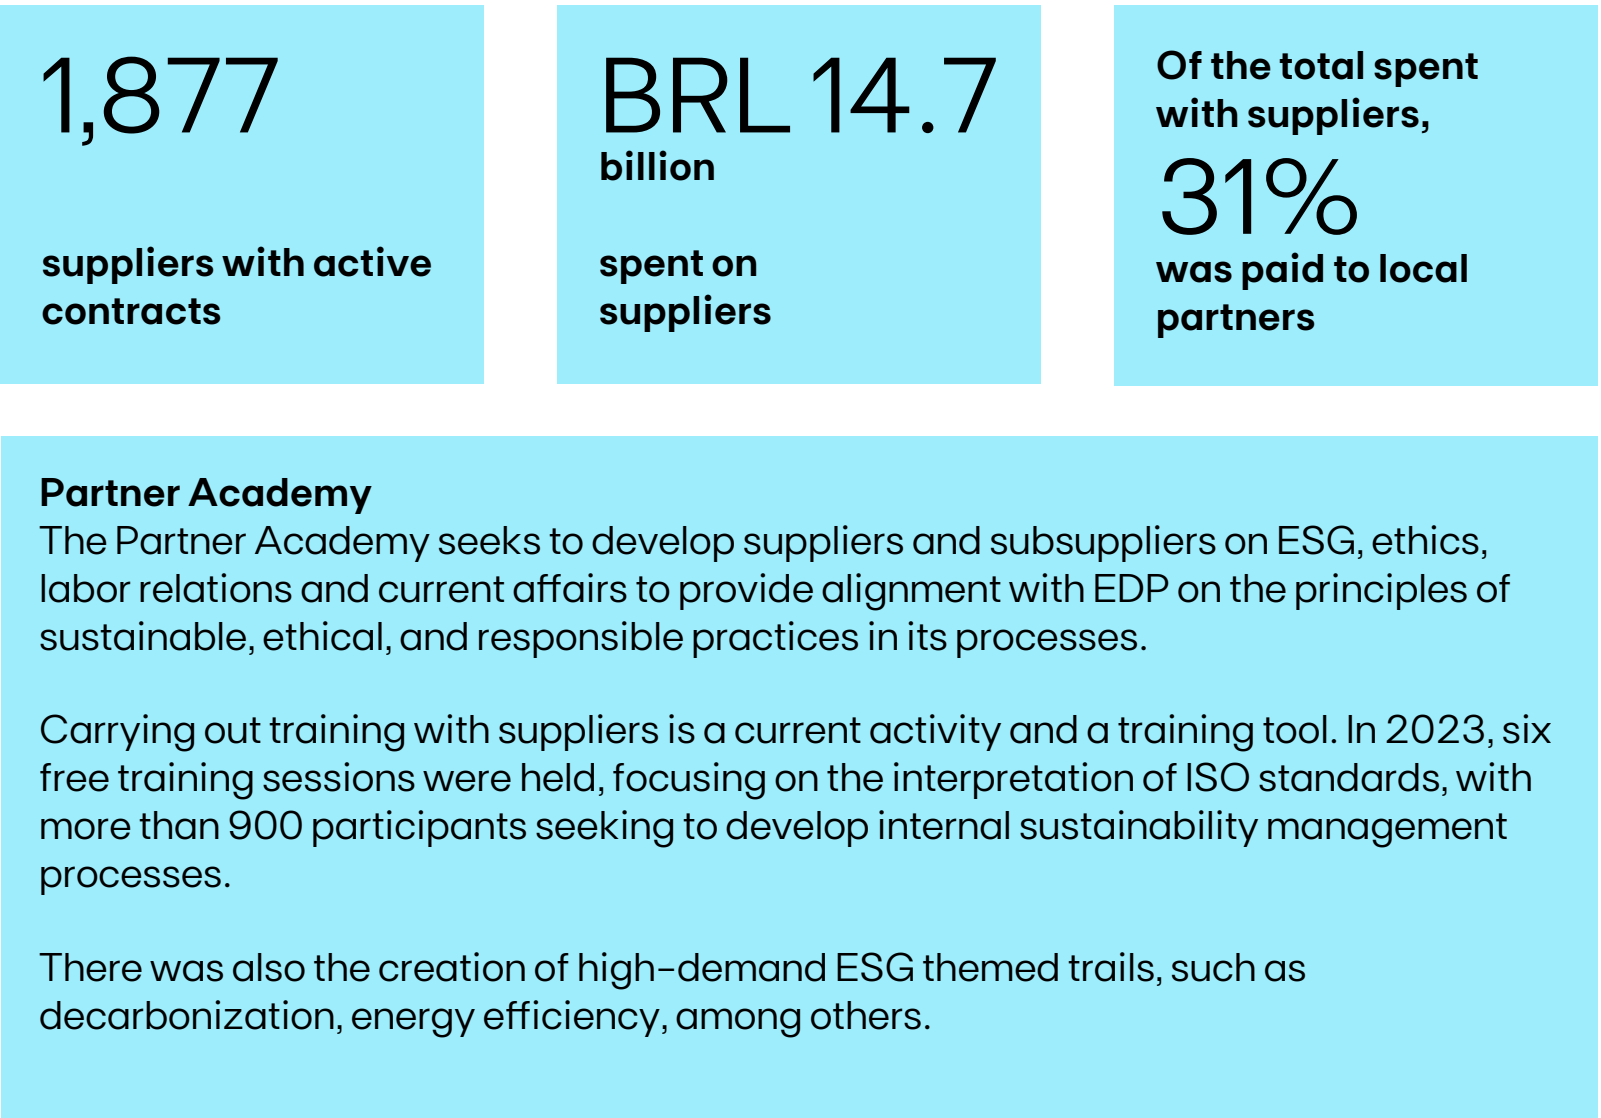 1,877
suppliers with active
contracts
BRL 14.7
billion
spent on
suppliers
Of the total spent
with suppliers,
31%
was paid to local
partners
Partner Academy
The Partner Academy seeks to develop suppliers and subsuppliers on ESG, ethics,
labor relations and current affairs to provide alignment with EDP on the principles of
sustainable, ethical, and responsible practices in its processes.
Carrying out training with suppliers is a current activity and a training tool. In 2023, six
free training sessions were held, focusing on the interpretation of ISO standards, with
more than 900 participants seeking to develop internal sustainability management
processes.
There was also the creation of high-demand ESG themed trails, such as
decarbonization, energy efficiency, among others.